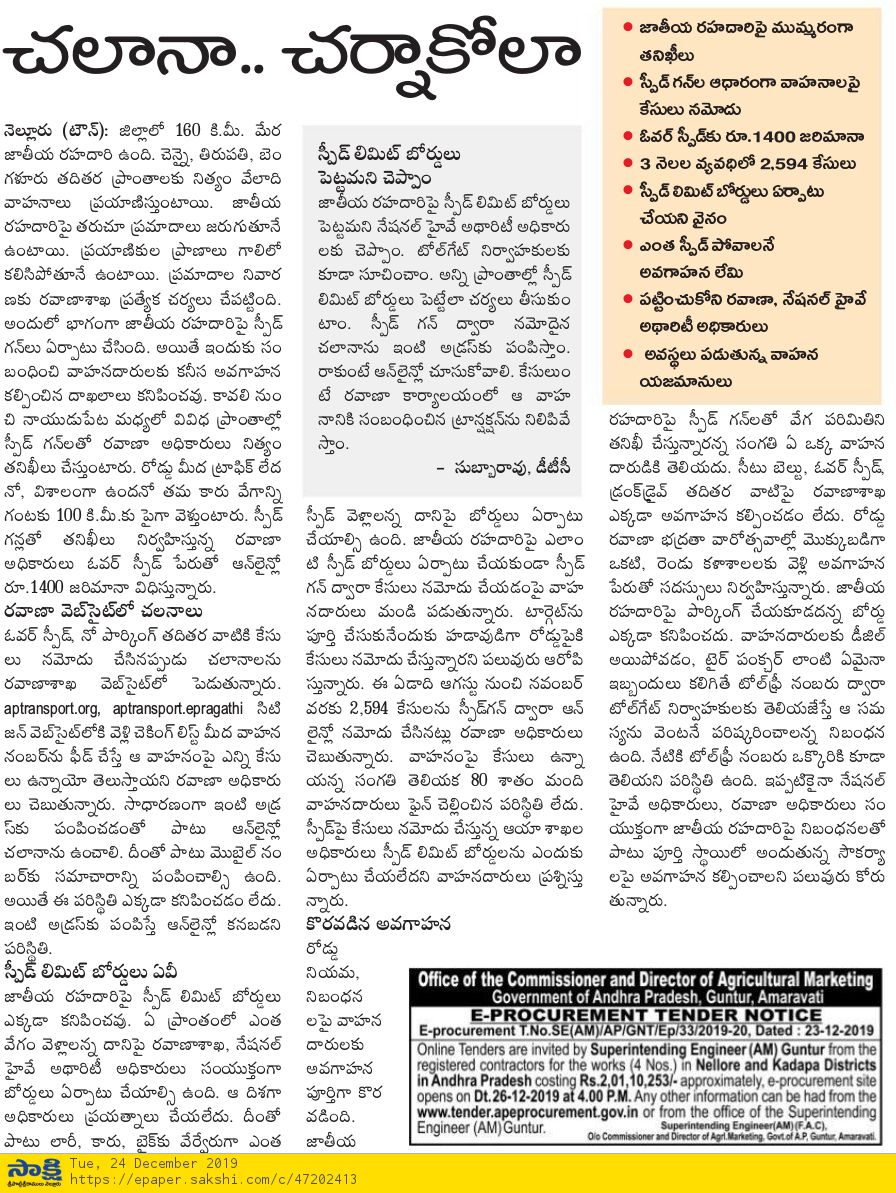 చలానా.. చర్నాకోలా
నెల్లూరు (టౌన్): జిల్లాలో 160 కి.మీ. మేర
జాతీయ రహదారి ఉంది. చెన్నై, తిరుపతి, బెం
గళూరు తదితర ప్రాంతాలకు నిత్యం వేలాది
వాహనాలు ప్రయాణిస్తుంటాయి. జాతీయ
రహదారిపై తరుచూ ప్రమాదాలు జరుగుతూనే
ఉంటాయి. ప్రయాణికుల ప్రాణాలు గాలిలో
కలిసిపోతూనే ఉంటాయి. ప్రమాదాల నివార
ణకు రవాణాశాఖ ప్రత్యేక చర్యలు చేపట్టింది.
అందులో భాగంగా జాతీయ రహదారిపై స్పీడ్
గన్‌లు ఏర్పాటు చేసింది. అయితే ఇందుకు సం
బంధించి వాహనదారులకు కనీస అవగాహన
కల్పించిన దాఖలాలు కనిపించవు. కావలి నుం
చి నాయుడుపేట మధ్యలో వివిధ ప్రాంతాల్లో
స్పీడ్ గన్‌లతో రవాణా అధికారులు నిత్యం
తనిఖీలు చేస్తుంటారు. రోడ్డు మీద ట్రాఫిక్ లేద
నో, విశాలంగా ఉందనో తమ కారు వేగాన్ని
గంటకు 100 కి.మీ.కు పైగా వెళ్తుంటారు. స్పీడ్
గన్లతో తనిఖీలు నిర్వహిస్తున్న రవాణా
అధికారులు ఓవర్ స్పీడ్ పేరుతో ఆన్‌లైన్లో
రూ.1400 జరిమానా విధిస్తున్నారు.
రవాణా వెబ్‌సైట్‌లో చలనాలు
ఓవర్ స్పీడ్, నో పార్కింగ్ తదితర వాటికి కేసు
లు నమోదు చేసినప్పుడు చలానాలను
రవాణాశాఖ వెబ్‌సైట్‌లో పెడుతున్నారు.
aptransport.org, aptransport.epragathi సిటి
జన్ వెబ్‌సైట్‌లోకి వెళ్లి చెకింగ్ లిస్ట్ మీద వాహన
నంబర్‌ను ఫీడ్ చేస్తే ఆ వాహనంపై ఎన్ని కేసు
లు ఉన్నాయో తెలుస్తాయని రవాణా అధికారు
లు చెబుతున్నారు. సాధారణంగా ఇంటి అడ్ర
స్‌కు పంపించడంతో పాటు ఆన్‌లైన్లో
చలానాను ఉంచాలి. దీంతో పాటు మొబైల్ నం
బర్‌కు సమాచారాన్ని పంపించాల్సి ఉంది.
అయితే ఈ పరిస్థితి ఎక్కడా కనిపించడం లేదు.
ఇంటి అడ్రస్‌కు పంపిస్తే ఆన్‌లైన్లో కనబడని
పరిస్థితి.
స్పీడ్ లిమిట్ బోర్డులు ఏవీ
జాతీయ రహదారిపై స్పీడ్ లిమిట్ బోర్డులు
ఎక్కడా కనిపించవు. ఏ ప్రాంతంలో ఎంత
వేగం వెళ్లాలన్న దానిపై రవాణాశాఖ, నేషనల్
హైవే అథారిటీ అధికారులు సంయుక్తంగా
బోర్డులు ఏర్పాటు చేయాల్సి ఉంది. ఆ దిశగా
అధికారులు ప్రయత్నాలు చేయలేదు. దీంతో
పాటు లారీ, కారు, బైక్‌కు వేర్వేరుగా ఎంత
స్పీడ్ లిమిట్ బోర్డులు
పెట్టమని చెప్పాం
జాతీయ రహదారిపై స్పీడ్ లిమిట్ బోర్డులు
పెట్టమని నేషనల్ హైవే అథారిటీ అధికారు
లకు చెప్పాం. టోల్‌గేట్ నిర్వాహకులకు
కూడా సూచించాం. అన్ని ప్రాంతాల్లో స్పీడ్
లిమిట్ బోర్డులు పెట్టేలా చర్యలు తీసుకుం
టాం. స్పీడ్ గన్ ద్వారా నమోదైన
చలానాను ఇంటి అడ్రస్‌కు పంపిస్తాం.
రాకుంటే ఆన్‌లైన్లో చూసుకోవాలి. కేసులుం
టే రవాణా కార్యాలయంలో ఆ వాహ
నానికి సంబంధించిన ట్రాన్షక్షన్‌ను నిలిపివే
స్తాం.
– సుబ్బారావు, డీటీసీ
స్పీడ్ వెళ్లాలన్న దానిపై బోర్డులు ఏర్పాటు
చేయాల్సి ఉంది. జాతీయ రహదారిపై ఎలాం
టి స్పీడ్ బోర్డులు ఏర్పాటు చేయకుండా స్పీడ్
గన్ ద్వారా కేసులు నమోదు చేయడంపై వాహ
నదారులు మండి పడుతున్నారు. టార్గెట్‌ను
పూర్తి చేసుకునేందుకు హడావుడిగా రోడ్డుపైకి
కేసులు నమోదు చేస్తున్నారని పలువురు ఆరోపి
స్తున్నారు. ఈ ఏడాది ఆగస్టు నుంచి నవంబర్
వరకు 2,594 కేసులను స్పీడ్‌గన్ ద్వారా ఆన్
లైన్లో నమోదు చేసినట్లు రవాణా అధికారులు
చెబుతున్నారు. వాహనంపై కేసులు ఉన్నా
యన్న సంగతి తెలియక 80 శాతం మంది
వాహనదారులు ఫైన్ చెల్లించిన పరిస్థితి లేదు.
స్పీడ్‌పై కేసులు నమోదు చేస్తున్న ఆయా శాఖల
అధికారులు స్పీడ్ లిమిట్ బోర్డులను ఎందుకు
ఏర్పాటు చేయలేదని వాహనదారులు ప్రశ్నిస్తు
న్నారు.
కొరవడిన అవగాహన
రోడ్డు
నియమ,
నిబంధన
లపై వాహన
దారులకు
అవగాహన
పూర్తిగా కొర
వడింది.
జాతీయ
జాతీయ రహదారిపై ముమ్మరంగా
తనిఖీలు
స్పీడ్ గన్‌ల ఆధారంగా వాహనాలపై
కేసులు నమోదు
ఓవర్ స్పీడ్‌కు రూ.1400 జరిమానా
3 నెలల వ్యవధిలో 2,594 కేసులు
స్పీడ్ లిమిట్ బోర్డులు ఏర్పాటు
చేయని వైనం
ఎంత స్పీడ్ పోవాలనే
అవగాహన లేమి
పట్టించుకోని రవాణా, నేషనల్ హైవే
అథారిటీ అధికారులు
అవస్థలు పడుతున్న వాహన
యజమానులు
రహదారిపై స్పీడ్ గన్‌లతో వేగ పరిమితిని
తనిఖీ చేస్తున్నారన్న సంగతి ఏ ఒక్క వాహన
దారుడికి తెలియదు. సీటు బెల్టు, ఓవర్ స్పీడ్,
డ్రంక్‌డ్రైవ్ తదితర వాటిపై రవాణాశాఖ
ఎక్కడా అవగాహన కల్పించడం లేదు. రోడ్డు
రవాణా భద్రతా వారోత్సవాల్లో మొక్కుబడిగా
ఒకటి, రెండు కళాశాలలకు వెళ్లి అవగాహన
పేరుతో సదస్సులు నిర్వహిస్తున్నారు. జాతీయ
రహదారిపై పార్కింగ్ చేయకూడదన్న బోర్డు
ఎక్కడా కనిపించదు. వాహనదారులకు డీజిల్
అయిపోవడం, టైర్ పంక్చర్ లాంటి ఏమైనా
ఇబ్బందులు కలిగితే టోల్‌ఫ్రీ నంబరు ద్వారా
టోల్‌గేట్ నిర్వాహకులకు తెలియజేస్తే ఆ సమ
స్యను వెంటనే పరిష్కరించాలన్న నిబంధన
ఉంది. నేటికి టోల్‌ఫ్రీ నంబరు ఒక్కొరికి కూడా
తెలియని పరిస్థితి ఉంది. ఇప్పటికైనా నేషనల్
హైవే అధికారులు, రవాణా అధికారులు సం
యుక్తంగా జాతీయ రహదారిపై నిబంధనలతో
పాటు పూర్తి స్థాయిలో అందుతున్న సౌకర్యా
లపై అవగాహన కల్పించాలని పలువురు కోరు
తున్నారు.
Office of the Commissioner and Director of Agricultural Marketing
Government of Andhra Pradesh, Guntur, Amaravati
E-PROCUREMENT TENDER NOTICE
E-procurement T.No.SE(AM)/AP/GNT/Ep/33/2019-20, Dated : 23-12-2019
Online Tenders are invited by Superintending Engineer (AM) Guntur from the
registered contractors for the works (4 Nos.) in Nellore and Kadapa Districts
in Andhra Pradesh costing Rs.2,01,10,253/- approximately, e-procurement site
opens on Dt.26-12-2019 at 4.00 P.M. Any other information can be had from the
www.tender.apeprocurement.gov.in or from the office of the Superintending
Engineer (AM) Guntur.
Superintending Engineer(AM)(F.A.C),
O/o Commissioner and Director of Agrl.Marketing, Govt.of A.P, Guntur, Amaravati.
సాక్షి
శ్రీపొట్టిశ్రీరాములు నెల్లూరు
Tue, 24 December 2019
https://epaper.sakshi.com/c/47202413